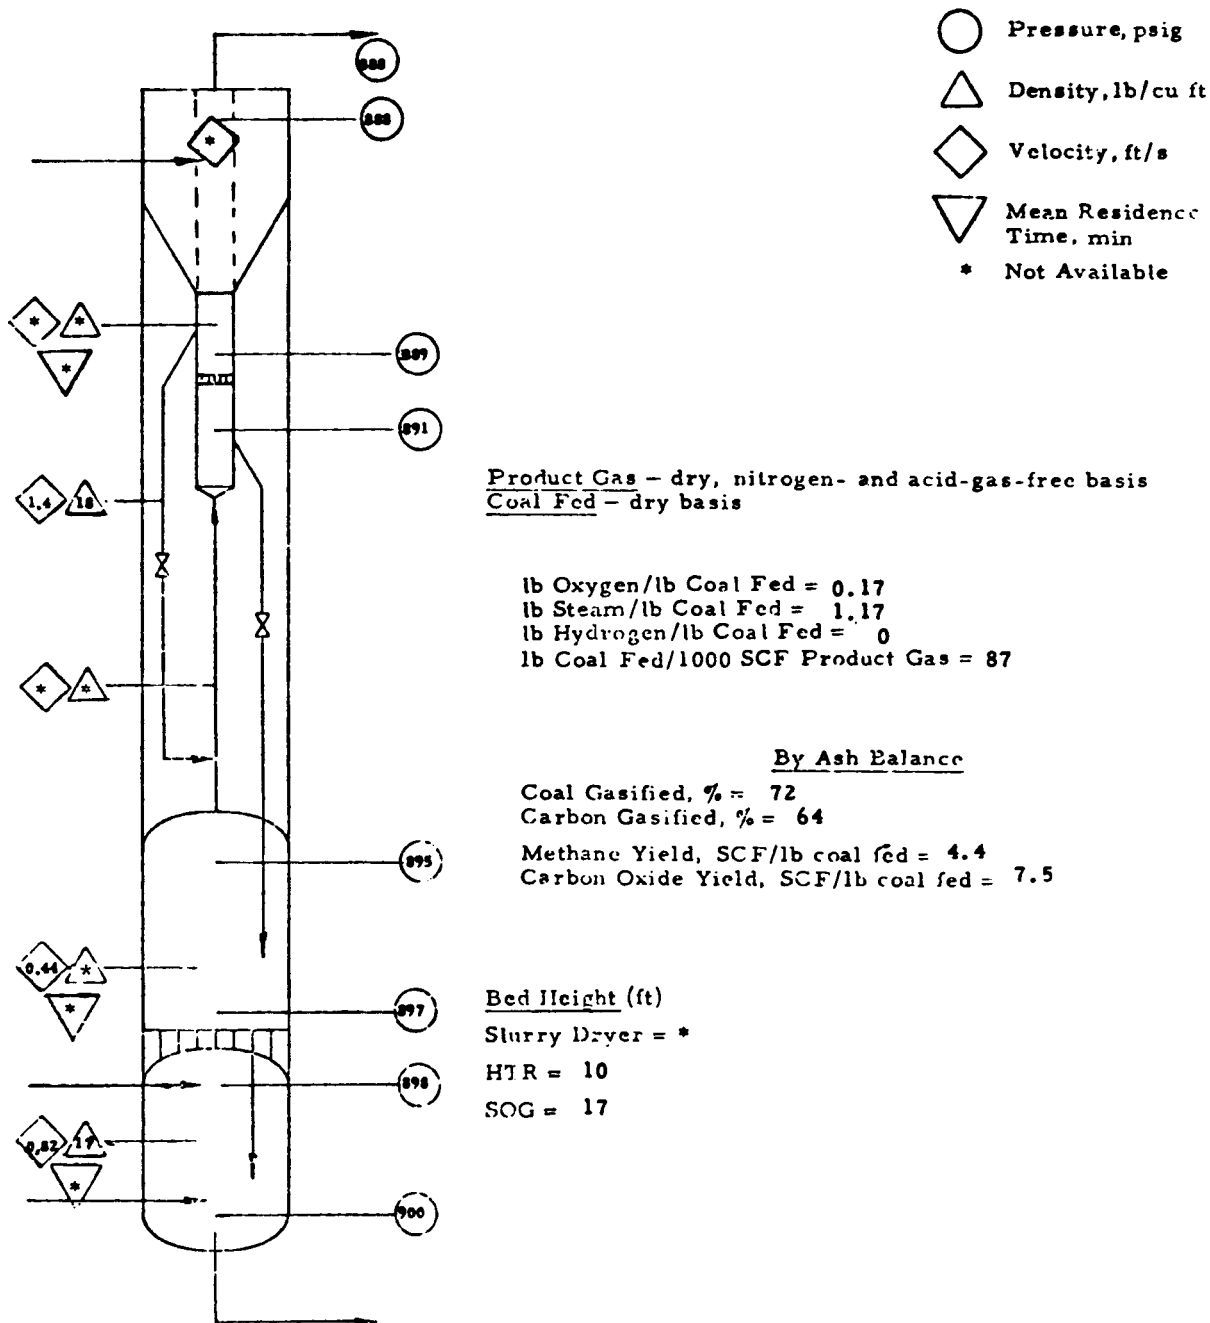 Pressure, psig
Density, lb/cu ft
Velocity, ft/s
Mean Residence
Time, min
* Not Available
888
888
*
* *
889
*
891
1.4 18
* *
895
0.44 *
*
897
898
0.82 17
*
900
Product Gas – dry, nitrogen- and acid-gas-free basis
Coal Fed – dry basis
lb Oxygen/lb Coal Fed = 0.17
lb Steam/lb Coal Fed = 1.17
lb Hydrogen/lb Coal Fed = 0
lb Coal Fed/1000 SCF Product Gas = 87
By Ash Balance
Coal Gasified, % = 72
Carbon Gasified, % = 64
Methane Yield, SCF/lb coal fed = 4.4
Carbon Oxide Yield, SCF/lb coal fed = 7.5
Bed Height (ft)
Slurry Dryer = *
HTR = 10
SOG = 17